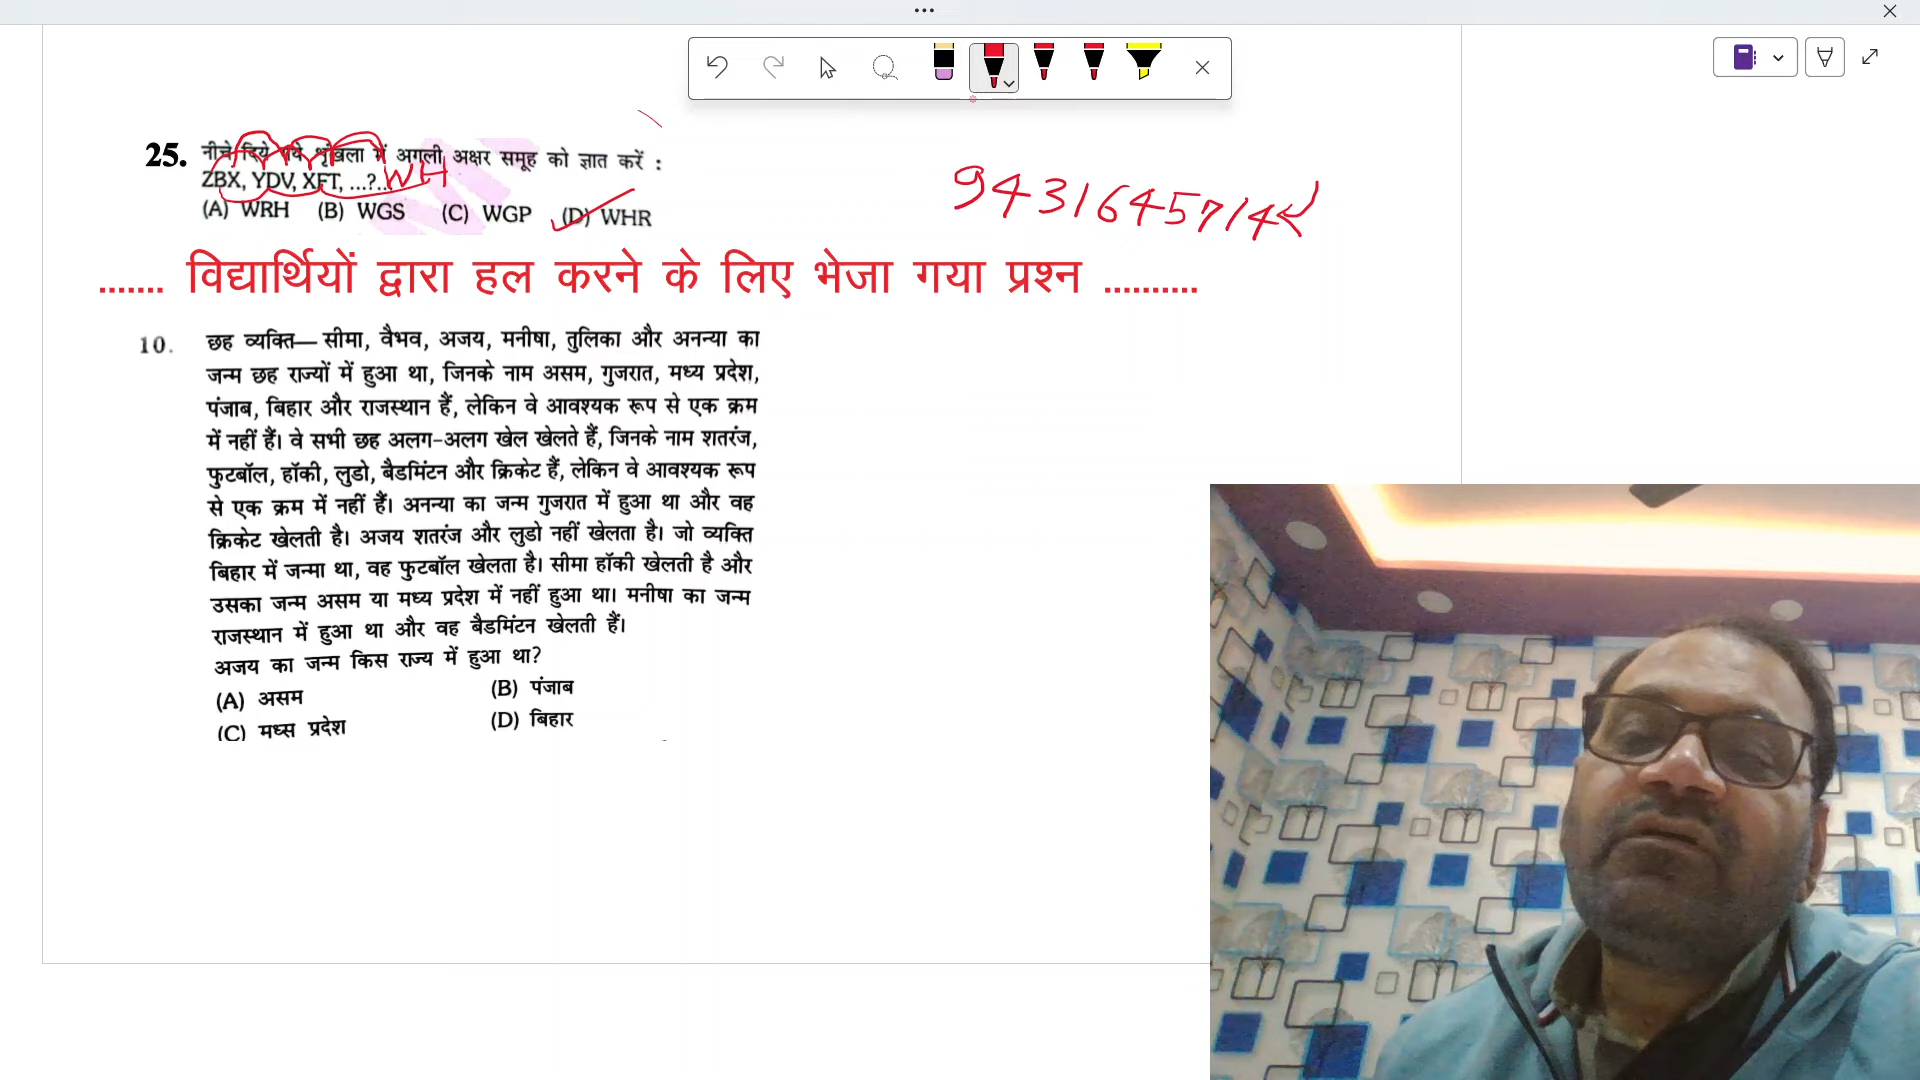 25. नीचे दिये गये शृंखला में अगली अक्षर समूह को ज्ञात करें :
ZBX, YDV, XFT, ...?... WH
(A) WRH (B) WGS (C) WGP (D) WHR
9431645714
....... विद्यार्थियों द्वारा हल करने के लिए भेजा गया प्रश्न ..........
10. छह व्यक्ति— सीमा, वैभव, अजय, मनीषा, तुलिका और अनन्या का
जन्म छह राज्यों में हुआ था, जिनके नाम असम, गुजरात, मध्य प्रदेश,
पंजाब, बिहार और राजस्थान हैं, लेकिन वे आवश्यक रूप से एक क्रम
में नहीं हैं। वे सभी छह अलग-अलग खेल खेलते हैं, जिनके नाम शतरंज,
फुटबॉल, हॉकी, लुडो, बैडमिंटन और क्रिकेट हैं, लेकिन वे आवश्यक रूप
से एक क्रम में नहीं हैं। अनन्या का जन्म गुजरात में हुआ था और वह
क्रिकेट खेलती है। अजय शतरंज और लुडो नहीं खेलता है। जो व्यक्ति
बिहार में जन्मा था, वह फुटबॉल खेलता है। सीमा हॉकी खेलती है और
उसका जन्म असम या मध्य प्रदेश में नहीं हुआ था। मनीषा का जन्म
राजस्थान में हुआ था और वह बैडमिंटन खेलती हैं।
अजय का जन्म किस राज्य में हुआ था?
(A) असम (B) पंजाब
(C) मध्स प्रदेश (D) बिहार